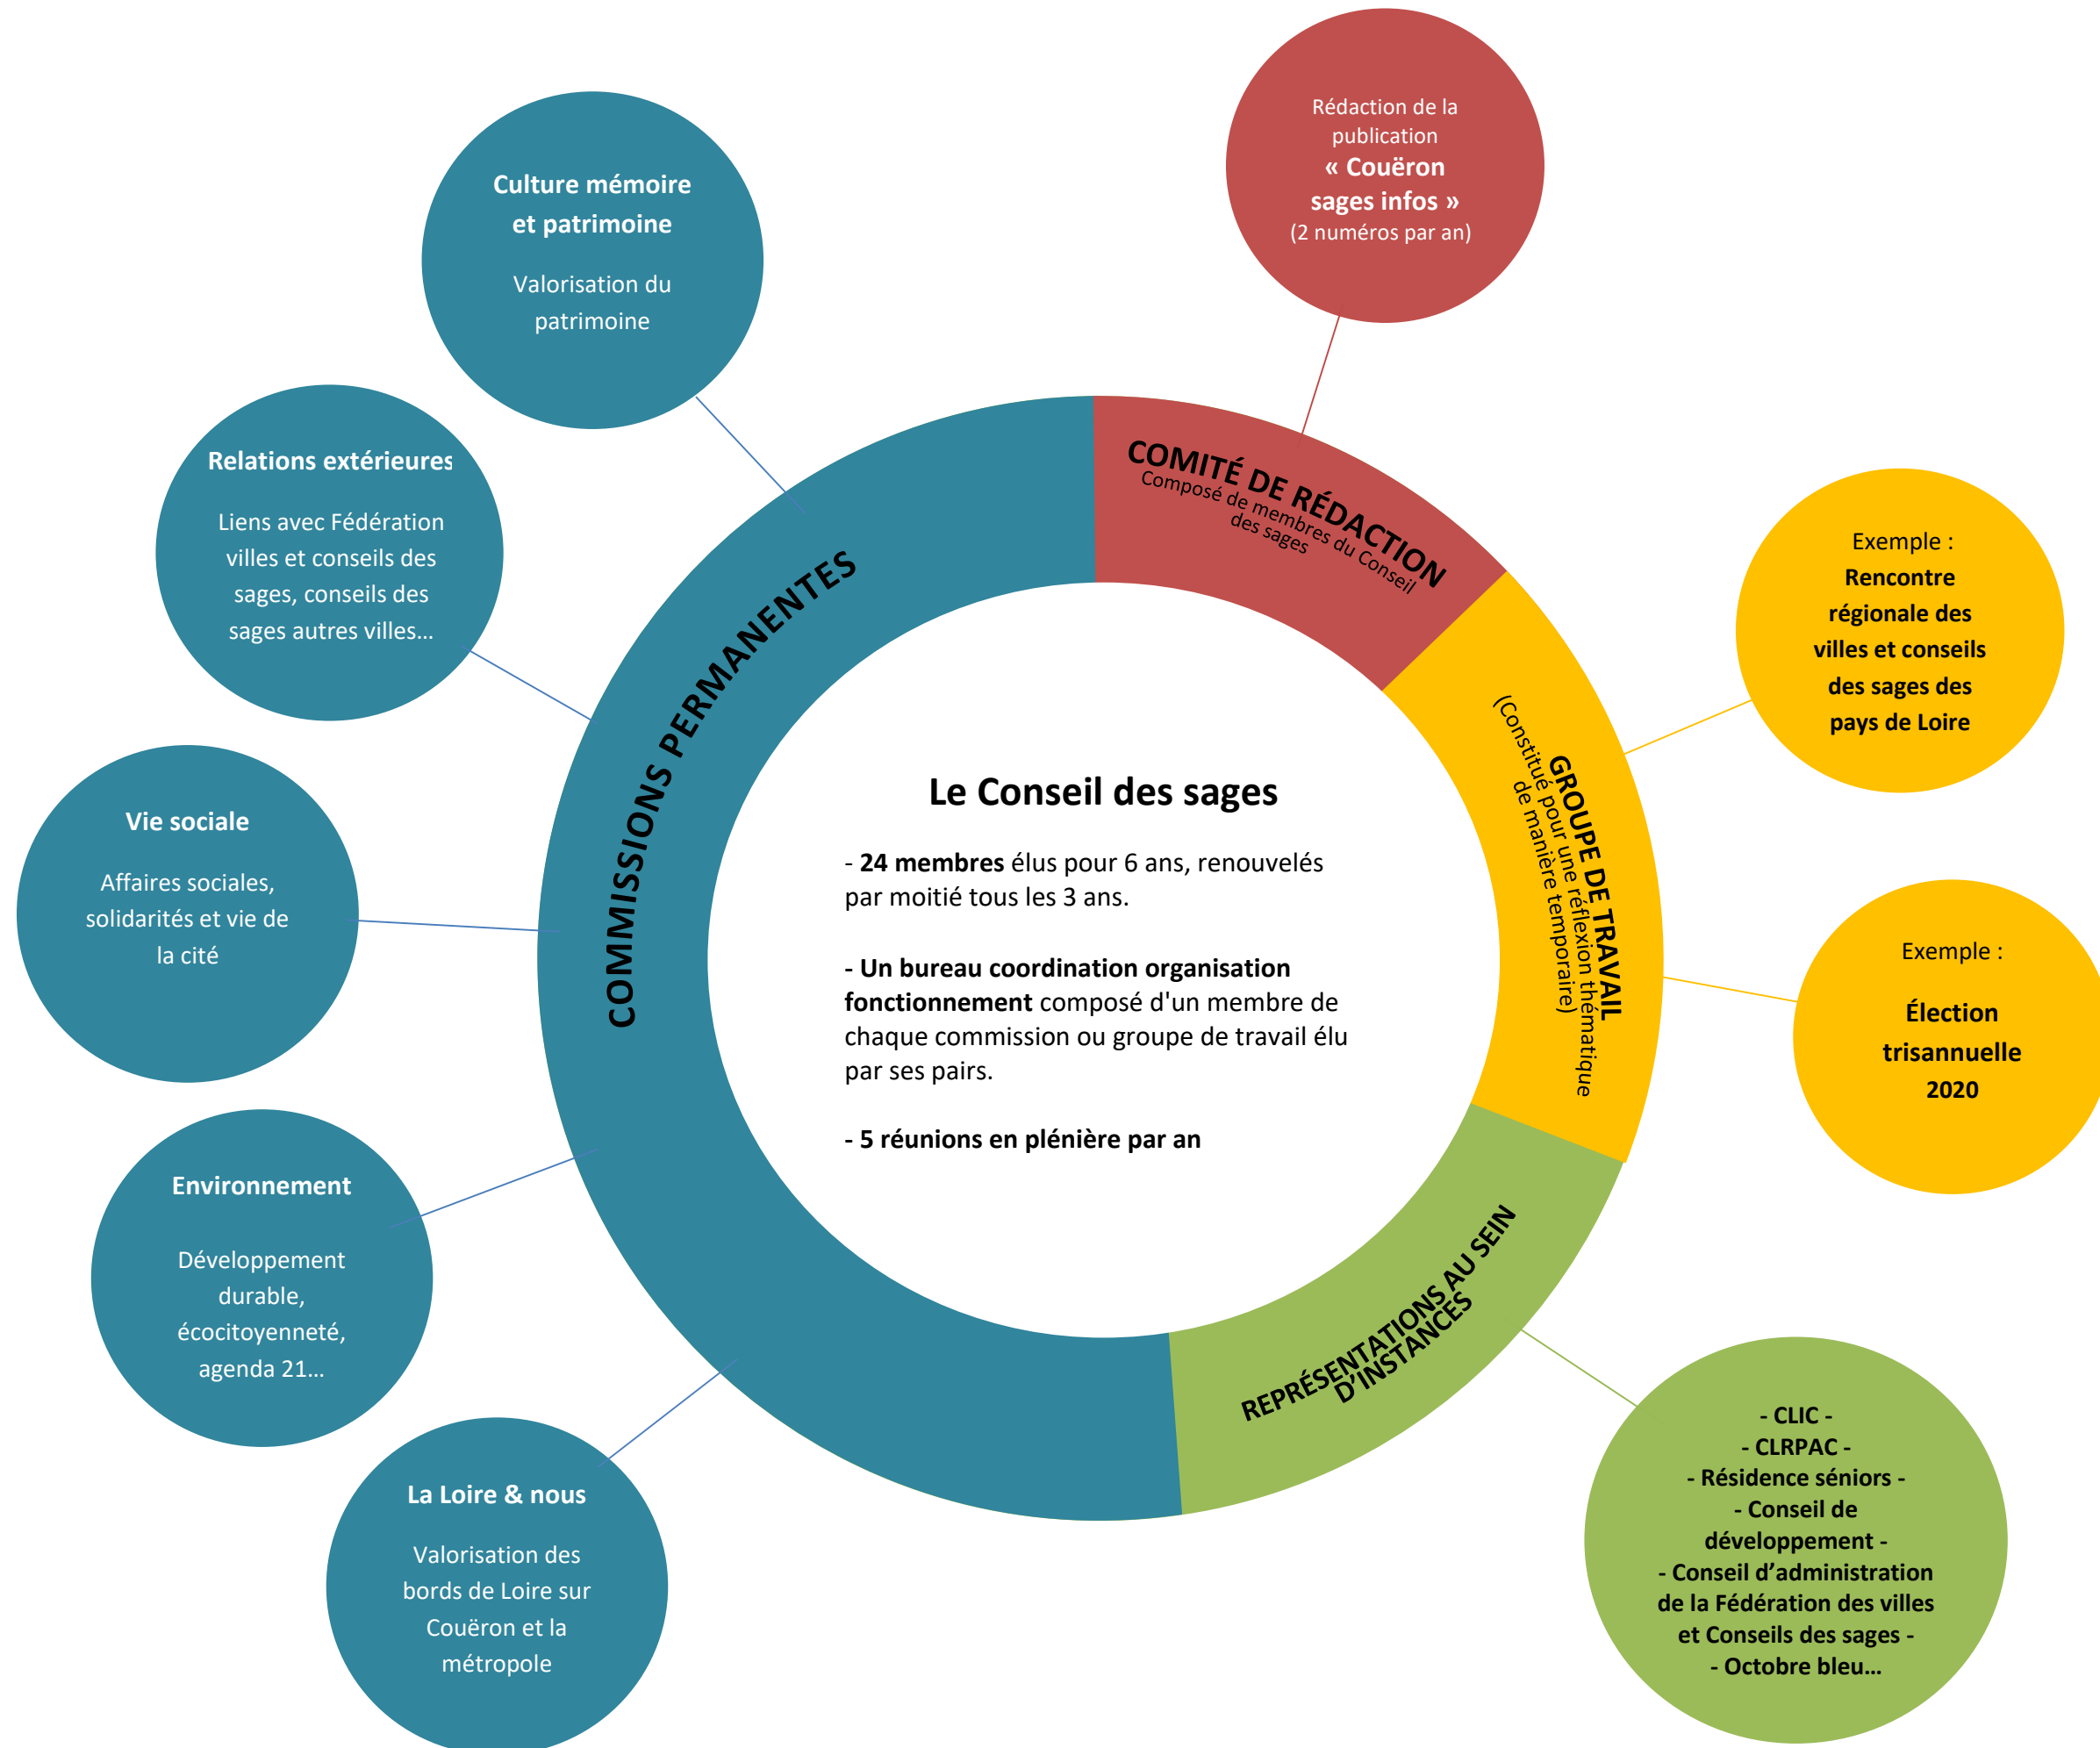 Culture mémoire
et patrimoine
Valorisation du
patrimoine
Relations extérieures
Liens avec Fédération
villes et conseils des
sages, conseils des
sages autres villes…
Vie sociale
Affaires sociales,
solidarités et vie de
la cité
Environnement
Développement
durable,
écocitoyenneté,
agenda 21…
La Loire & nous
Valorisation des
bords de Loire sur
Couëron et la
métropole
COMMISSIONS PERMANENTES
Rédaction de la
publication
« Couëron
sages infos »
(2 numéros par an)
COMITÉ DE RÉDACTION
Composé de membres du Conseil
des sages
Le Conseil des sages
- 24 membres élus pour 6 ans, renouvelés
par moitié tous les 3 ans.
- Un bureau coordination organisation
fonctionnement composé d'un membre de
chaque commission ou groupe de travail élu
par ses pairs.
- 5 réunions en plénière par an
GROUPE DE TRAVAIL
(Constitué pour une réflexion thématique
de manière temporaire)
Exemple :
Rencontre
régionale des
villes et conseils
des sages des
pays de Loire
Exemple :
Élection
trisannuelle
2020
REPRÉSENTATIONS AU SEIN
D’INSTANCES
- CLIC -
- CLRPAC -
- Résidence séniors -
- Conseil de
développement -
- Conseil d’administration
de la Fédération des villes
et Conseils des sages -
- Octobre bleu…